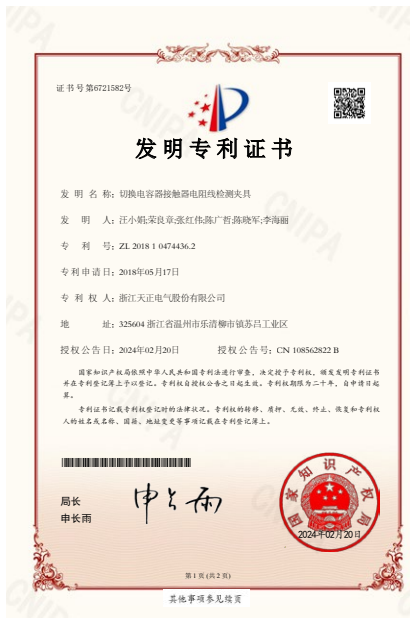 证书号第6721582号
发明专利证书
发明名称：切换电容器接触器电阻线检测夹具
发明人：汪小娟;荣良章;张红伟;陈广哲;陈晓军;李海丽
专利号：ZL 2018 1 0474436.2
专利申请日：2018年05月17日
专利权人：浙江天正电气股份有限公司
地址：325604 浙江省温州市乐清柳市镇苏吕工业区
授权公告日：2024年02月20日 授权公告号：CN 108562822 B
国家知识产权局依照中华人民共和国专利法进行审查，决定授予专利权，颁发发明专利证书
并在专利登记簿上予以登记。专利权自授权公告之日起生效。专利权期限为二十年，自申请日起
算。
专利证书记载专利权登记时的法律状况。专利权的转移、质押、无效、终止、恢复和专利权
人的姓名或名称、国籍、地址变更等事项记载在专利登记簿上。
局长
申长雨
申长雨
国家知识产权局
2024年02月20日
第 1 页 (共 2 页)
其他事项参见续页
CNIPA
CNIPA
CNIPA
CNIPA
CNIPA